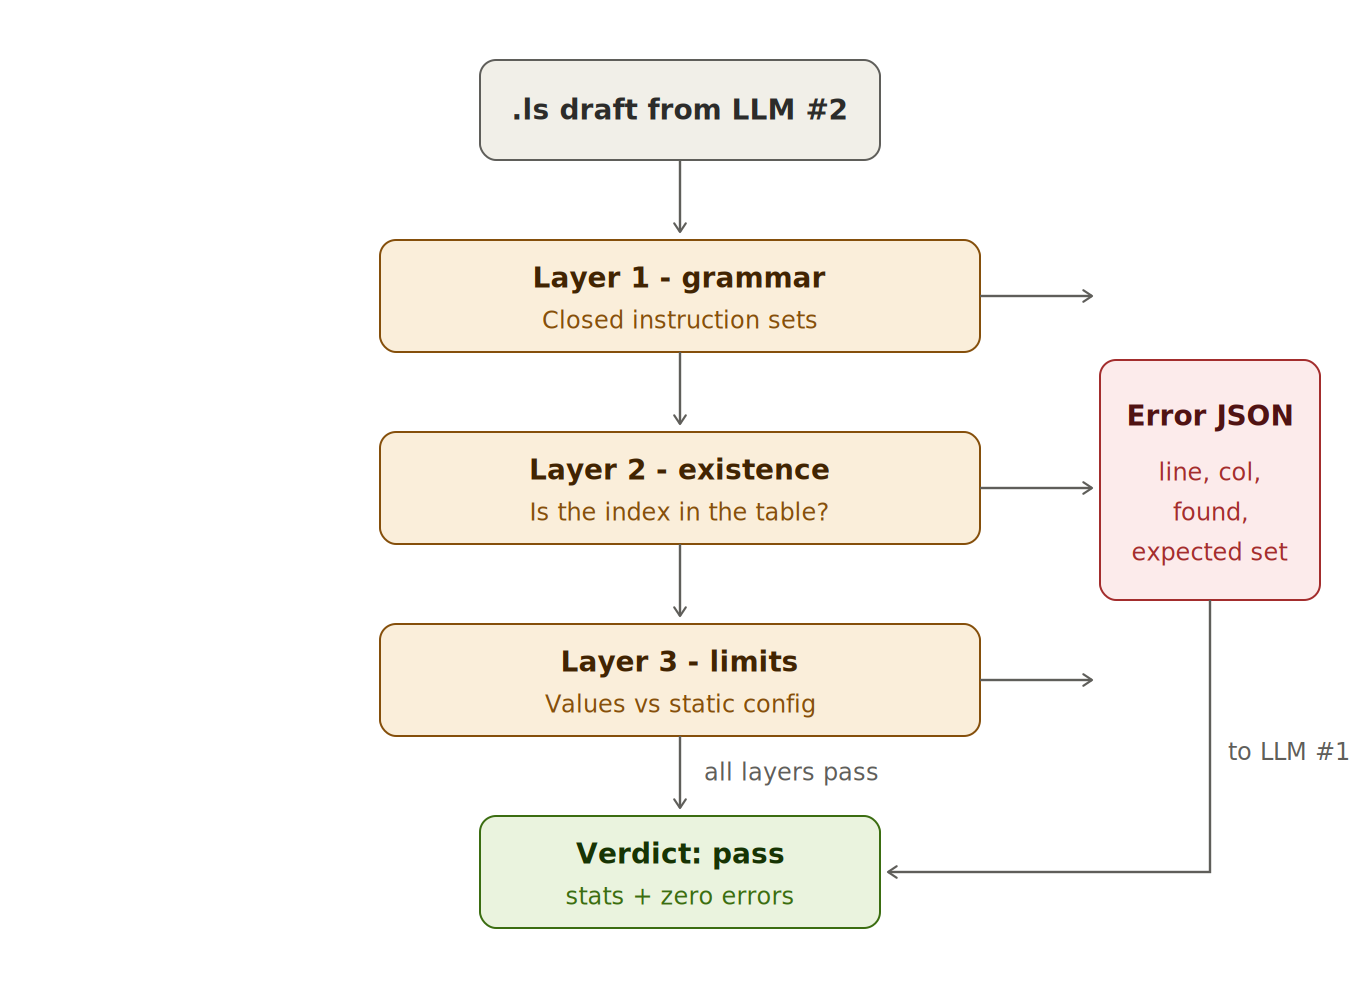 .ls draft from LLM #2
Layer 1 - grammar
Closed instruction sets
Layer 2 - existence
Is the index in the table?
Layer 3 - limits
Values vs static config
Error JSON
line, col,
found,
expected set
to LLM #1
all layers pass
Verdict: pass
stats + zero errors